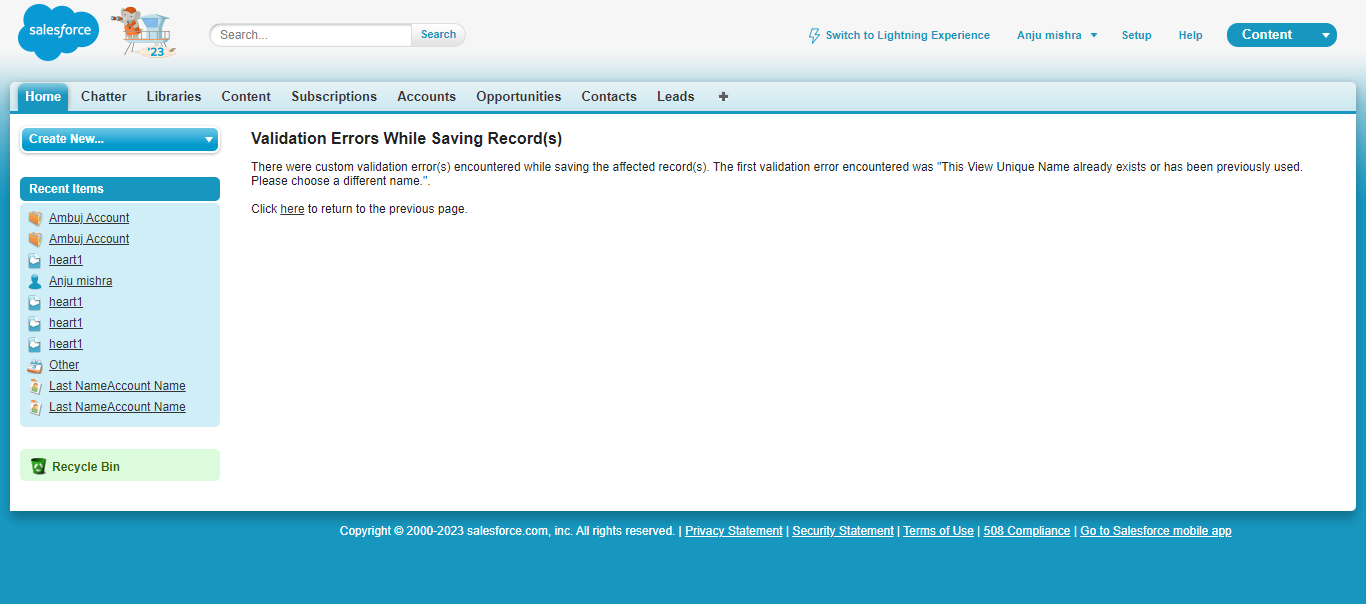 salesforce
'23
Search...
Search
Switch to Lightning Experience
Anju mishra
Setup
Help
Content
Home
Chatter
Libraries
Content
Subscriptions
Accounts
Opportunities
Contacts
Leads
+
Create New...
Recent Items
Ambuj Account
Ambuj Account
heart1
Anju mishra
heart1
heart1
heart1
Other
Last NameAccount Name
Last NameAccount Name
Recycle Bin
Validation Errors While Saving Record(s)
There were custom validation error(s) encountered while saving the affected record(s). The first validation error encountered was "This View Unique Name already exists or has been previously used.
Please choose a different name.".
Click here to return to the previous page.
Copyright © 2000-2023 salesforce.com, inc. All rights reserved. | Privacy Statement | Security Statement | Terms of Use | 508 Compliance | Go to Salesforce mobile app